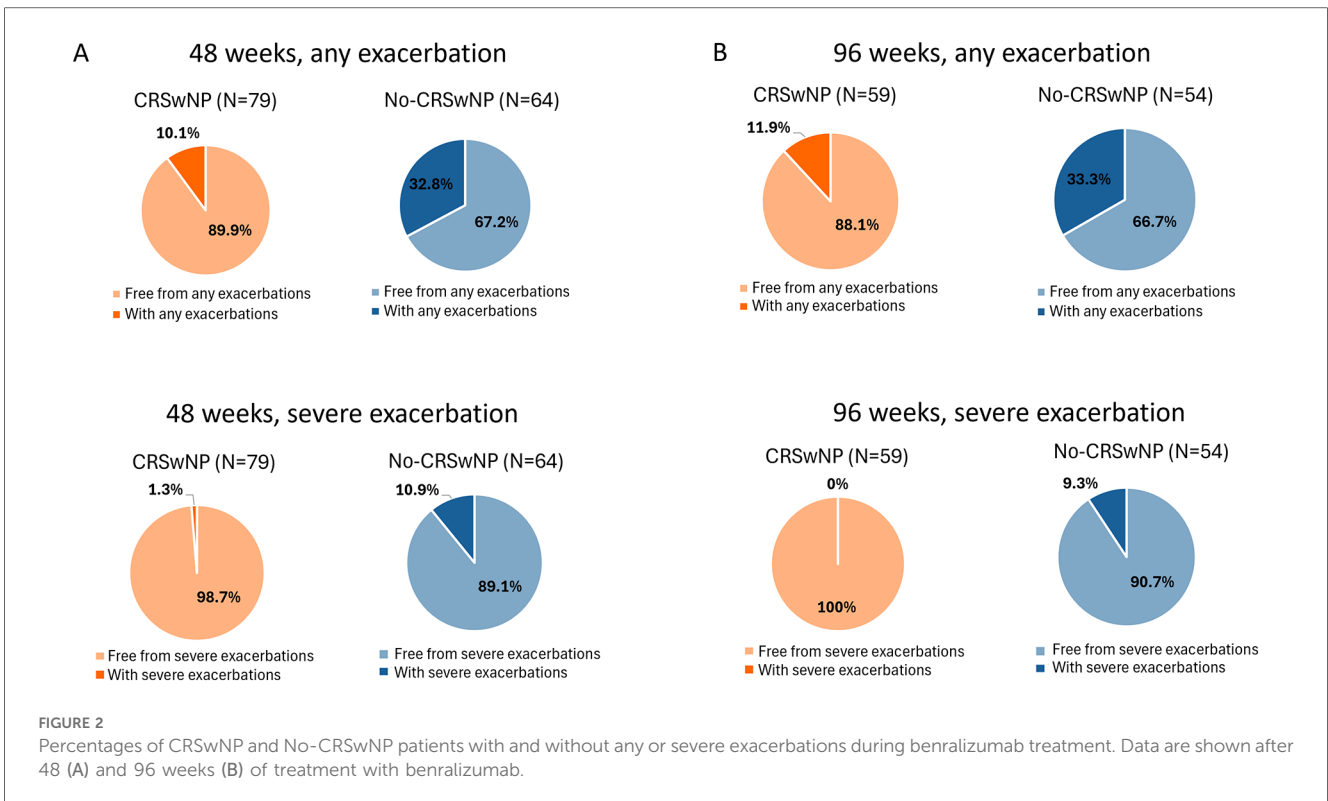 A
48 weeks, any exacerbation
CRSwNP (N=79)
10.1%
89.9%
Free from any exacerbations
With any exacerbations
No-CRSwNP (N=64)
32.8%
67.2%
Free from any exacerbations
With any exacerbations
48 weeks, severe exacerbation
CRSwNP (N=79)
1.3%
98.7%
Free from severe exacerbations
With severe exacerbations
No-CRSwNP (N=64)
10.9%
89.1%
Free from severe exacerbations
With severe exacerbations
B
96 weeks, any exacerbation
CRSwNP (N=59)
11.9%
88.1%
Free from any exacerbations
With any exacerbations
No-CRSwNP (N=54)
33.3%
66.7%
Free from any exacerbations
With any exacerbations
96 weeks, severe exacerbation
CRSwNP (N=59)
0%
100%
Free from severe exacerbations
With severe exacerbations
No-CRSwNP (N=54)
9.3%
90.7%
Free from severe exacerbations
With severe exacerbations
FIGURE 2
Percentages of CRSwNP and No-CRSwNP patients with and without any or severe exacerbations during benralizumab treatment. Data are shown after
48 (A) and 96 weeks (B) of treatment with benralizumab.